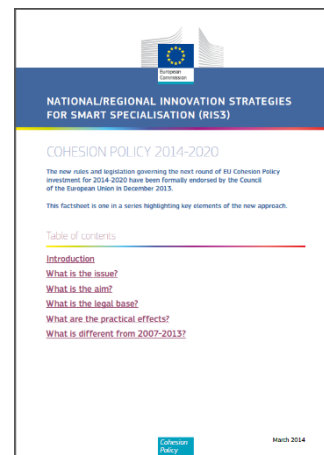 European
Commission
NATIONAL/REGIONAL INNOVATION STRATEGIES
FOR SMART SPECIALISATION (RIS3)
COHESION POLICY 2014-2020
The new rules and legislation governing the next round of EU Cohesion Policy
investment for 2014-2020 have been formally endorsed by the Council
of the European Union in December 2013.
This factsheet is one in a series highlighting key elements of the new approach.
Table of contents
Introduction
What is the issue?
What is the aim?
What is the legal base?
What are the practical effects?
What is different from 2007-2013?
Cohesion
Policy
March 2014